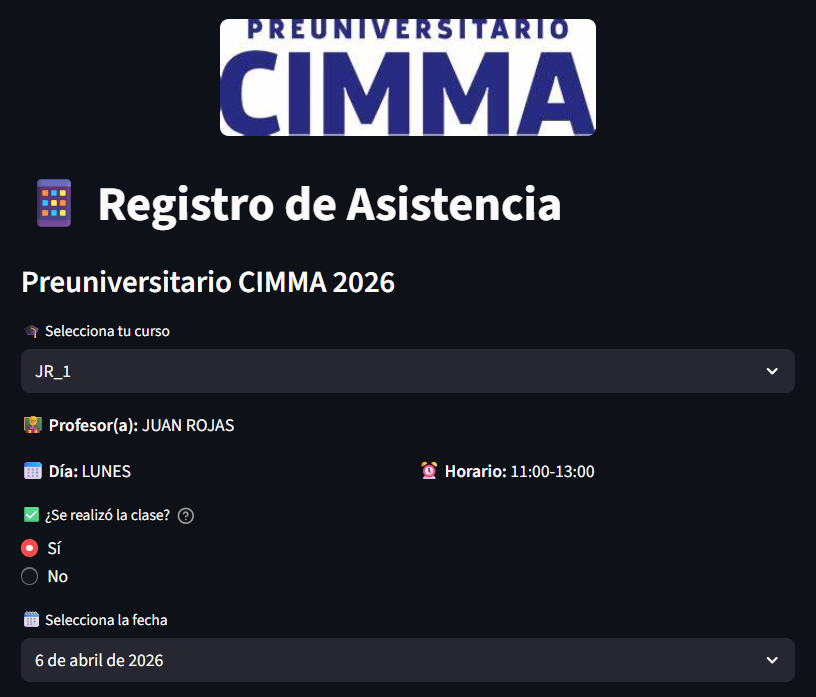 PREUNIVERSITARIO
CIMMA
Registro de Asistencia
Preuniversitario CIMMA 2026
Selecciona tu curso
JR_1
Profesor(a): JUAN ROJAS
Día: LUNES
Horario: 11:00-13:00
¿Se realizó la clase? ?
Sí
No
Selecciona la fecha
6 de abril de 2026